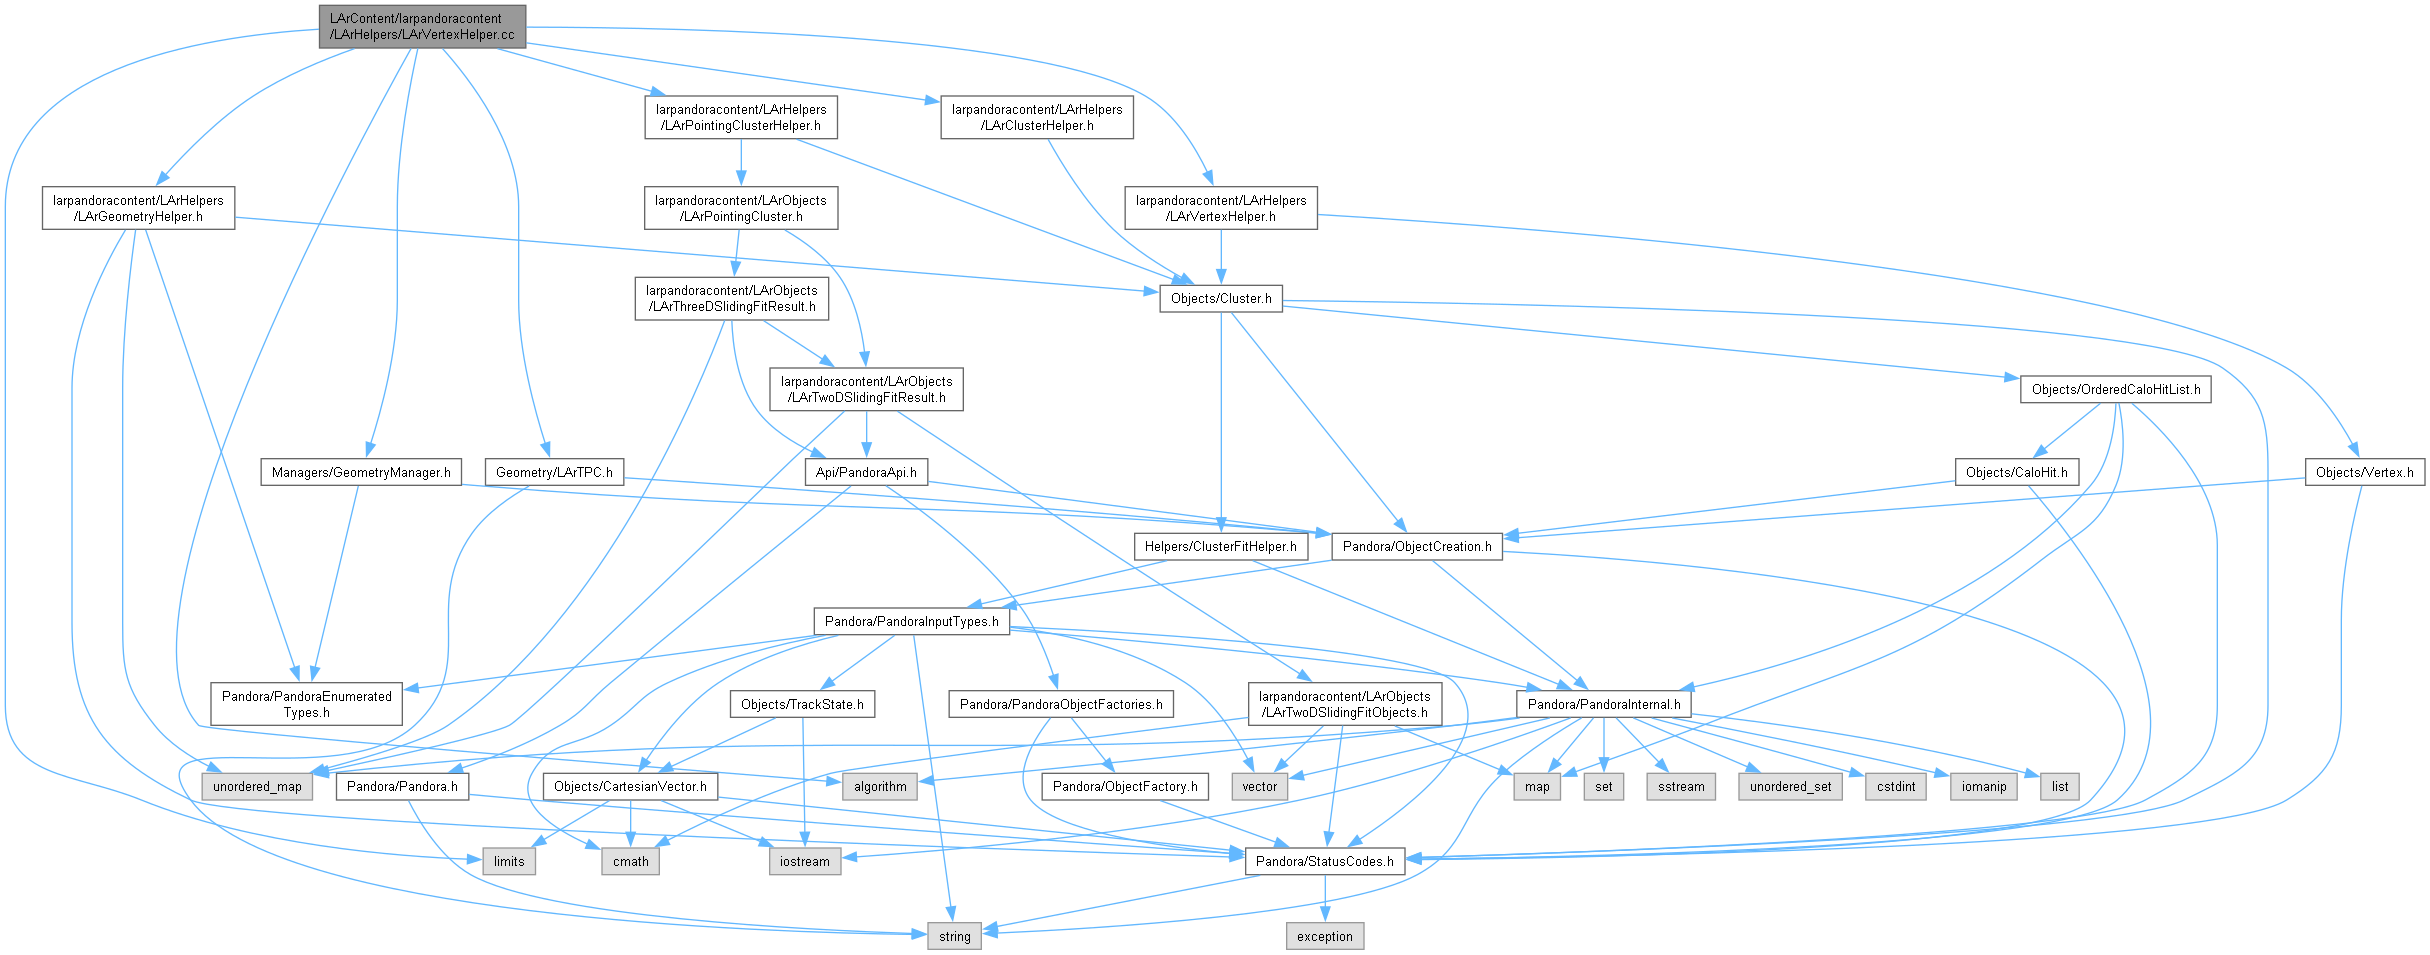 LArContent/larpandoracontent
/LArHelpers/LArVertexHelper.cc
larpandoracontent/LArHelpers
/LArPointingClusterHelper.h
larpandoracontent/LArHelpers
/LArClusterHelper.h
larpandoracontent/LArHelpers
/LArGeometryHelper.h
larpandoracontent/LArObjects
/LArPointingCluster.h
larpandoracontent/LArHelpers
/LArVertexHelper.h
larpandoracontent/LArObjects
/LArThreeDSlidingFitResult.h
Objects/Cluster.h
larpandoracontent/LArObjects
/LArTwoDSlidingFitResult.h
Objects/OrderedCaloHitList.h
Managers/GeometryManager.h
Geometry/LArTPC.h
Api/PandoraApi.h
Objects/CaloHit.h
Objects/Vertex.h
Helpers/ClusterFitHelper.h
Pandora/ObjectCreation.h
Pandora/PandoraInputTypes.h
Pandora/PandoraEnumerated
Types.h
Objects/TrackState.h
Pandora/PandoraObjectFactories.h
larpandoracontent/LArObjects
/LArTwoDSlidingFitObjects.h
Pandora/PandoraInternal.h
unordered_map
Pandora/Pandora.h
Objects/CartesianVector.h
algorithm
Pandora/ObjectFactory.h
vector
map
set
sstream
unordered_set
cstdint
iomanip
list
limits
cmath
iostream
Pandora/StatusCodes.h
string
exception